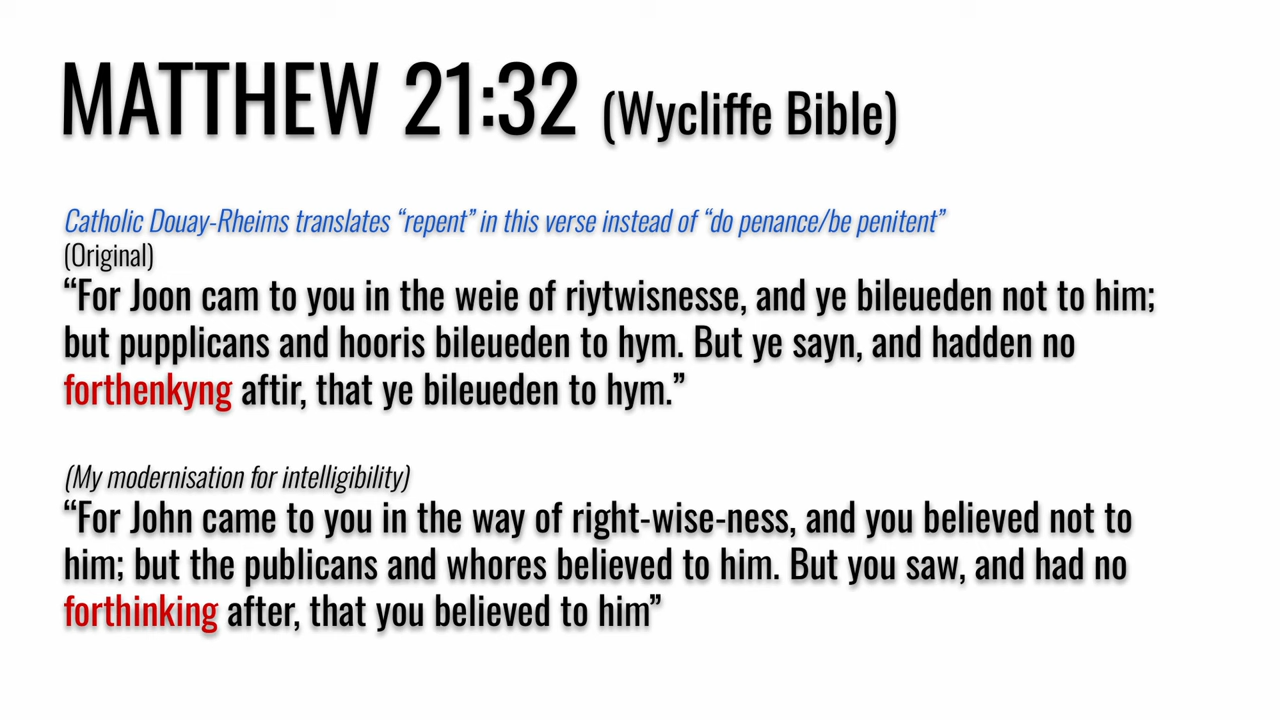 MATTHEW 21:32 (Wycliffe Bible)
Catholic Douay-Rheims translates “repent” in this verse instead of “do penance/be penitent”
(Original)
“For Joon cam to you in the weie of riytwisnesse, and ye bileueden not to him;
but pupplicans and hooris bileueden to hym. But ye sayn, and hadden no
forthenkyng aftir, that ye bileueden to hym.”
(My modernisation for intelligibility)
“For John came to you in the way of right-wise-ness, and you believed not to
him; but the publicans and whores believed to him. But you saw, and had no
forthinking after, that you believed to him”